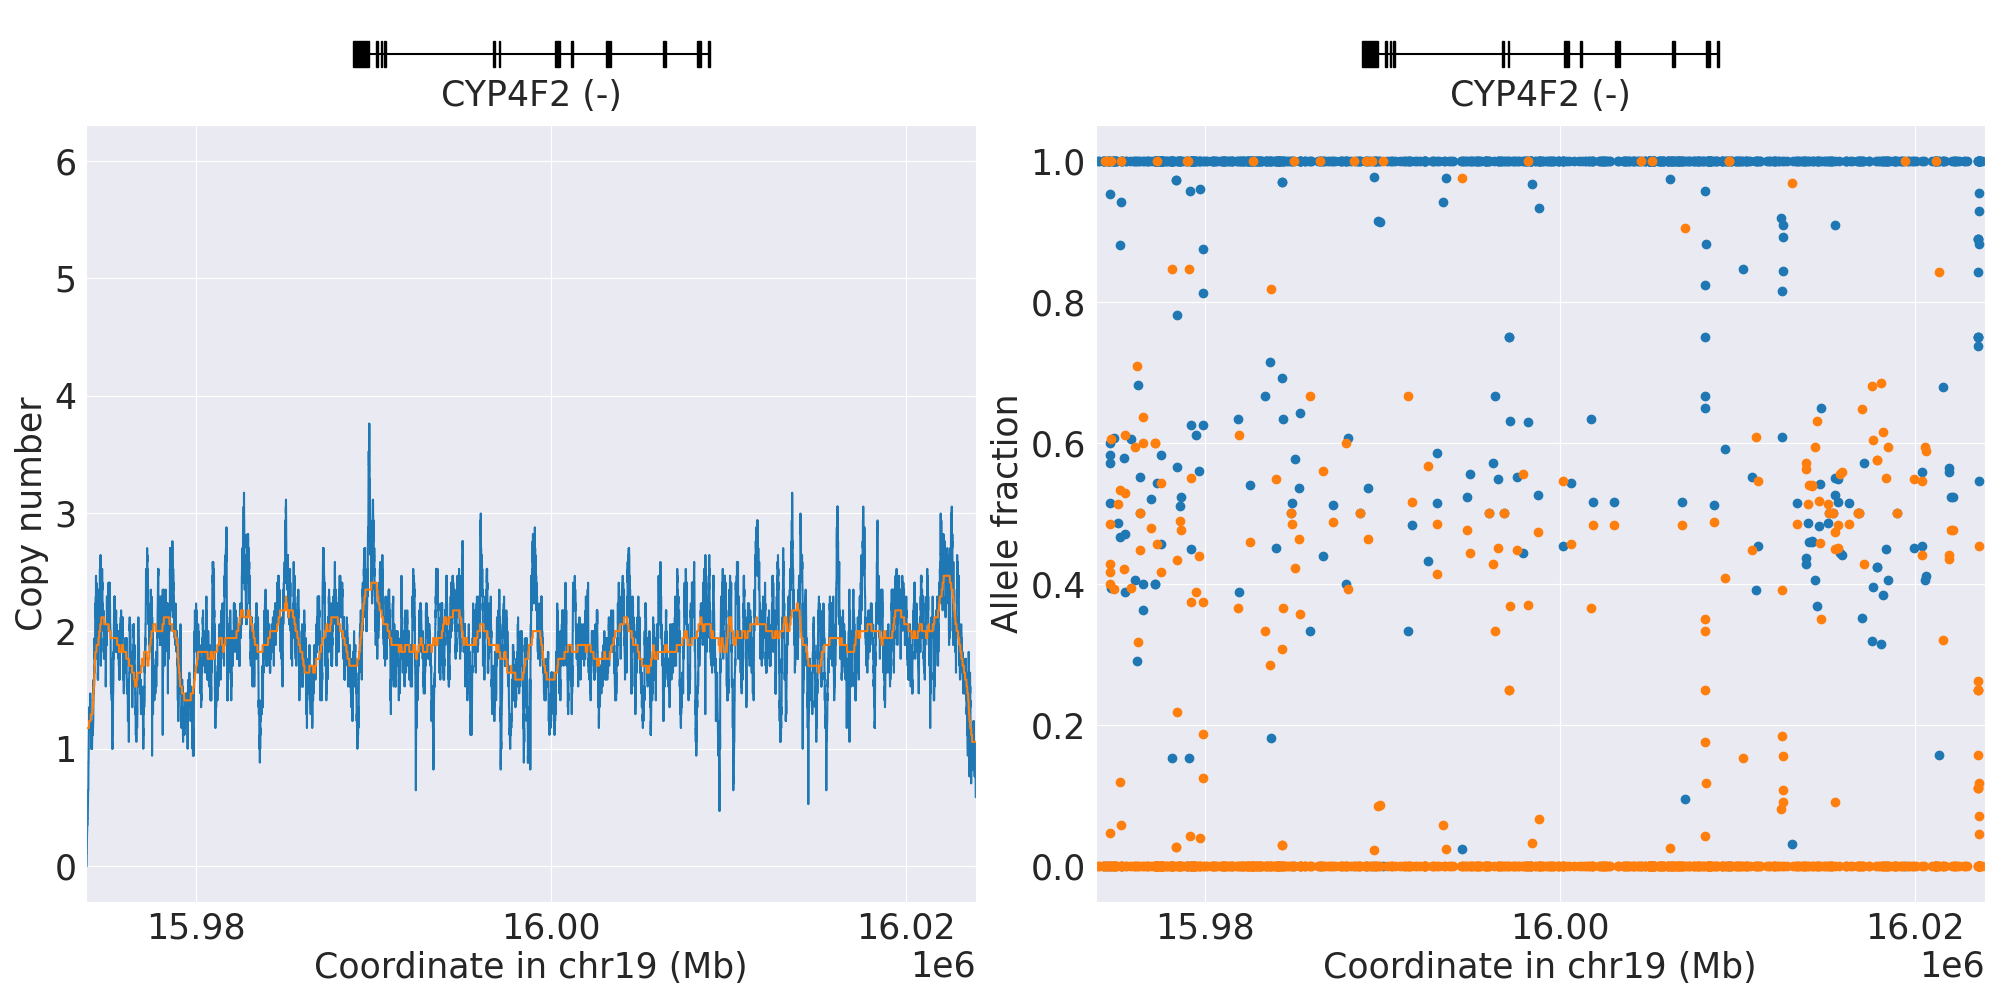 CYP4F2 (-)
6
5
4
3
2
1
0
Copy number
15.98
16.00
16.02
Coordinate in chr19 (Mb)
1e6
CYP4F2 (-)
1.0
0.8
0.6
0.4
0.2
0.0
Allele fraction
15.98
16.00
16.02
Coordinate in chr19 (Mb)
1e6